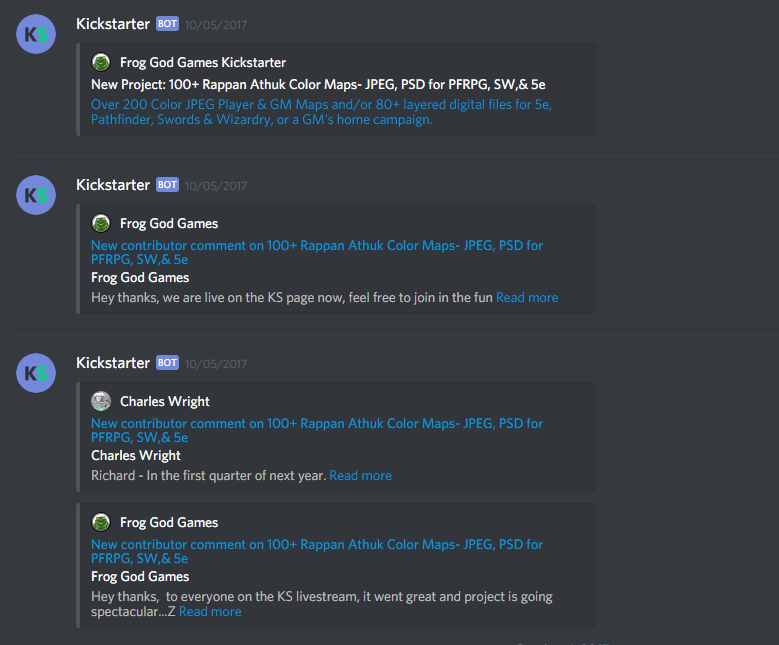 KS
Kickstarter BOT 10/05/2017
Frog God Games Kickstarter
New Project: 100+ Rappan Athuk Color Maps- JPEG, PSD for PFRPG, SW,& 5e
Over 200 Color JPEG Player & GM Maps and/or 80+ layered digital files for 5e,
Pathfinder, Swords & Wizardry, or a GM's home campaign.
KS
Kickstarter BOT 10/05/2017
Frog God Games
New contributor comment on 100+ Rappan Athuk Color Maps- JPEG, PSD for
PFRPG, SW,& 5e
Frog God Games
Hey thanks, we are live on the KS page now, feel free to join in the fun Read more
KS
Kickstarter BOT 10/05/2017
Charles Wright
New contributor comment on 100+ Rappan Athuk Color Maps- JPEG, PSD for
PFRPG, SW,& 5e
Charles Wright
Richard - In the first quarter of next year. Read more
Frog God Games
New contributor comment on 100+ Rappan Athuk Color Maps- JPEG, PSD for
PFRPG, SW,& 5e
Frog God Games
Hey thanks,  to everyone on the KS livestream, it went great and project is going
spectacular...Z Read more